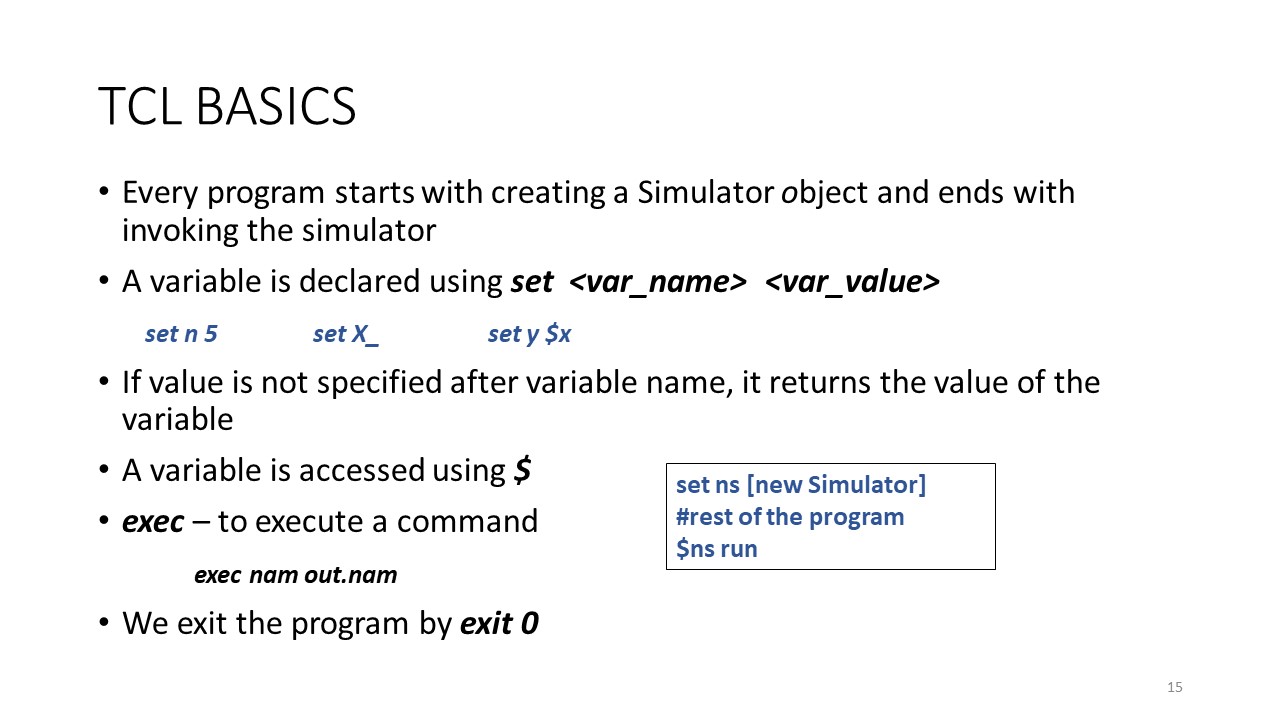 TCL BASICS
• Every program starts with creating a Simulator object and ends with
invoking the simulator
• A variable is declared using set <var_name> <var_value>
set n 5 set X_ set y $x
• If value is not specified after variable name, it returns the value of the
variable
• A variable is accessed using $
• exec – to execute a command
exec nam out.nam
• We exit the program by exit 0
set ns [new Simulator]
#rest of the program
$ns run
15